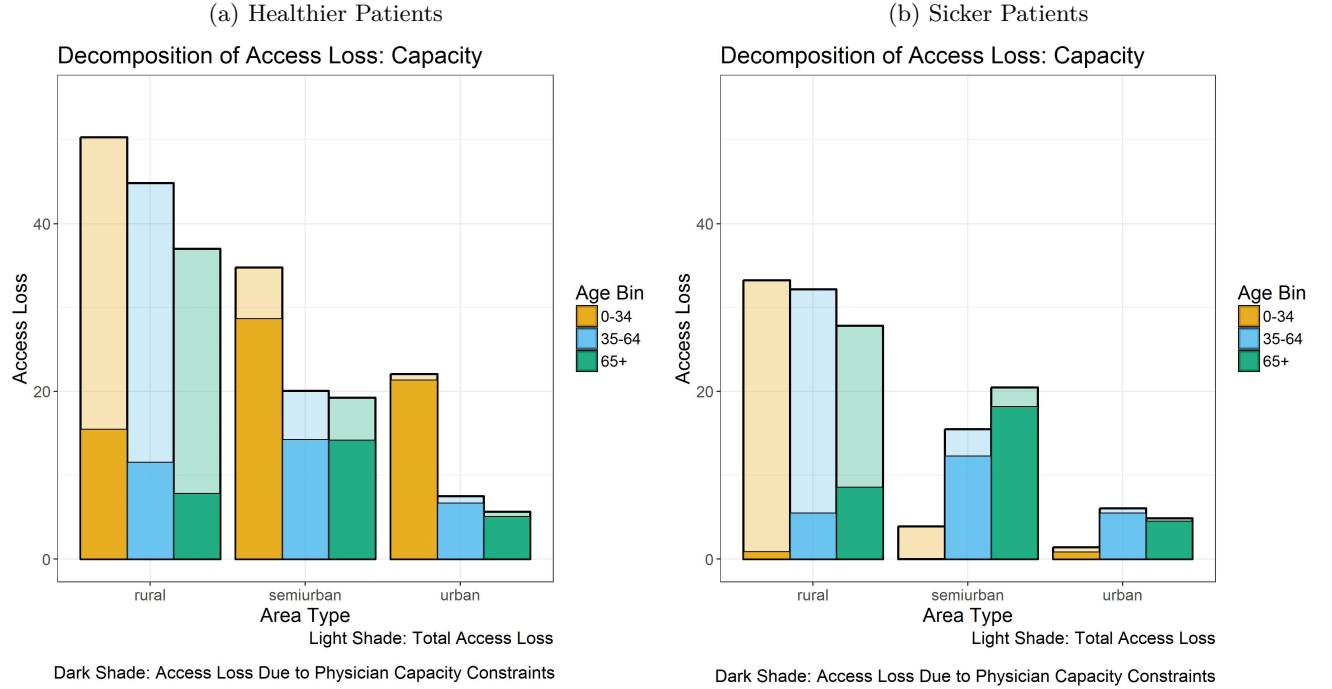 (a) Healthier Patients
Decomposition of Access Loss: Capacity
Access Loss
40
20
0
rural
semiurban
urban
Area Type
Age Bin
0-34
35-64
65+
Light Shade: Total Access Loss
Dark Shade: Access Loss Due to Physician Capacity Constraints
(b) Sicker Patients
Decomposition of Access Loss: Capacity
Access Loss
40
20
0
rural
semiurban
urban
Area Type
Age Bin
0-34
35-64
65+
Light Shade: Total Access Loss
Dark Shade: Access Loss Due to Physician Capacity Constraints